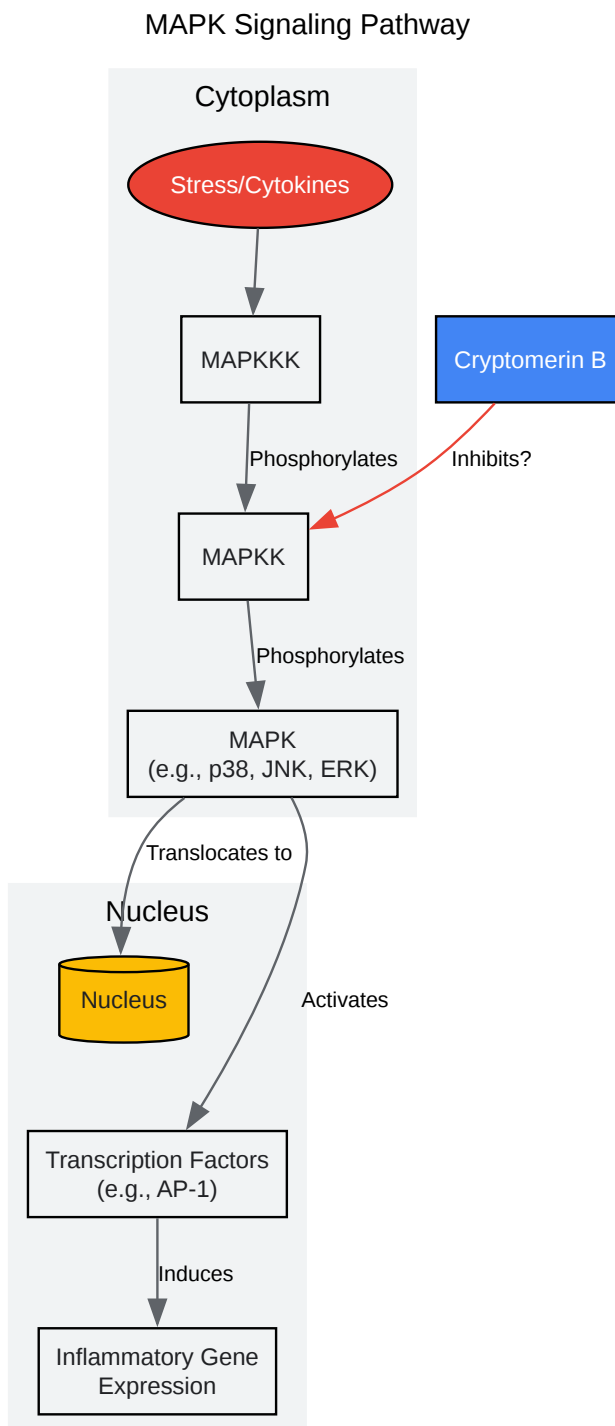 MAPK Signaling Pathway
Cytoplasm
Stress/Cytokines
MAPKKK
Cryptomerin B
Phosphorylates
Inhibits?
MAPKK
Phosphorylates
MAPK
(e.g., p38, JNK, ERK)
Translocates to
Nucleus
Nucleus
Activates
Transcription Factors
(e.g., AP-1)
Induces
Inflammatory Gene
Expression